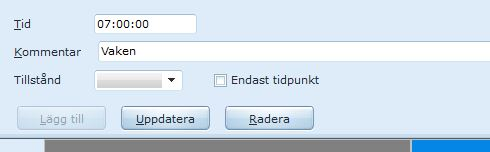 Tid 07:00:00
Kommentar Vaken
Tillstånd Endast tidpunkt
Lägg till Uppdatera Radera